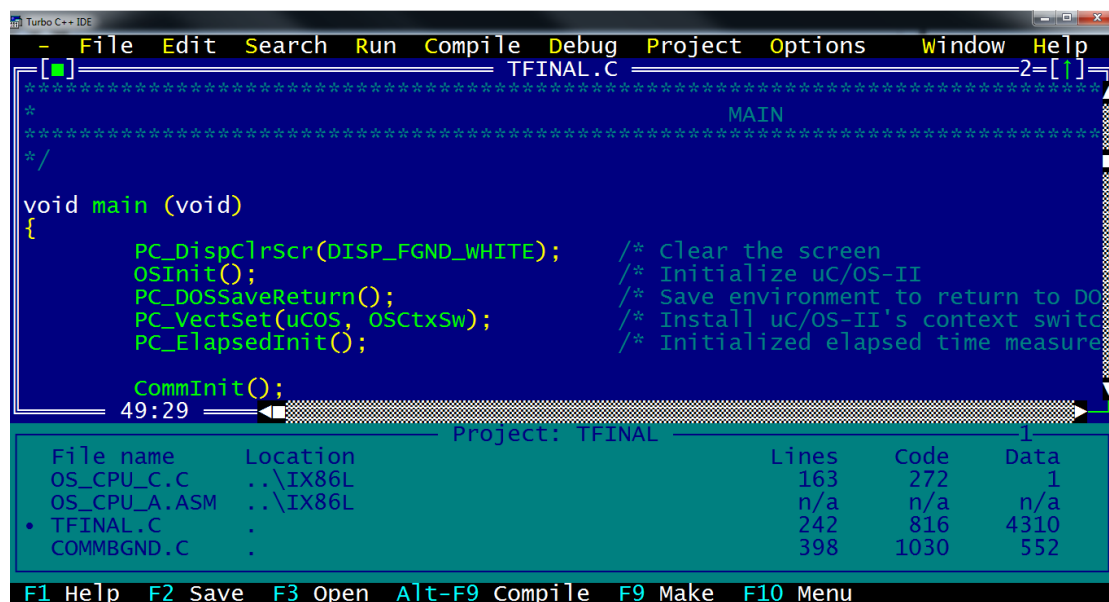 Turbo C++ IDE
- File Edit Search Run Compile Debug Project Options Window Help
[■] TFINAL.C 2=[↑]
*******************************************************************************
* MAIN
*******************************************************************************
*/
void main (void)
{
PC_DispClrScr(DISP_FGND_WHITE); /* Clear the screen
OSInit(); /* Initialize uC/OS-II
PC_DOSSaveReturn(); /* Save environment to return to DO
PC_VectSet(uCOS, OSCtxSw); /* Install uC/OS-II's context switc
PC_ElapsedInit(); /* Initialized elapsed time measure
CommInit();
49:29
Project: TFINAL 1
File name Location Lines Code Data
OS_CPU_C.C ..\IX86L 163 272 1
OS_CPU_A.ASM ..\IX86L n/a n/a n/a
• TFINAL.C . 242 816 4310
COMMBGND.C . 398 1030 552
F1 Help F2 Save F3 Open Alt-F9 Compile F9 Make F10 Menu